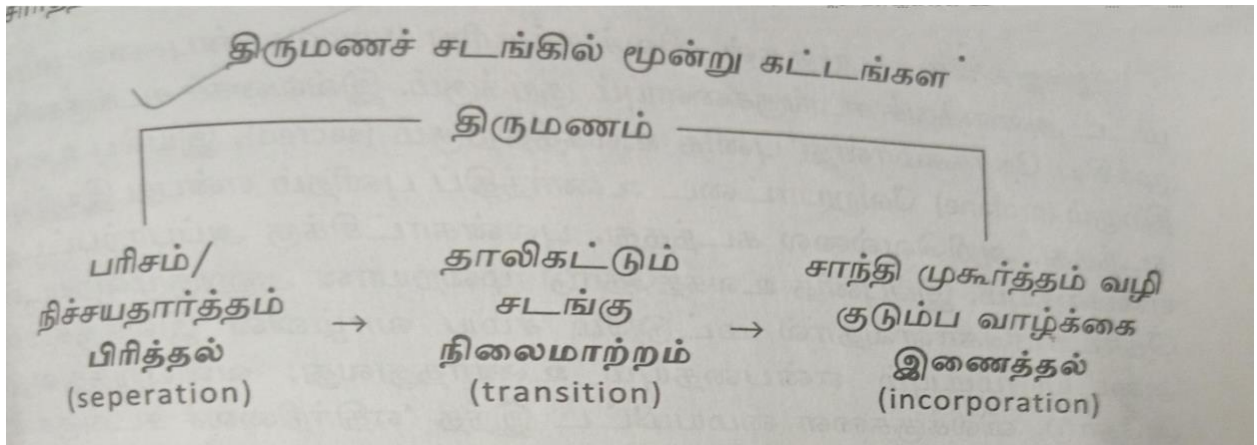 திருமணச் சடங்கில் மூன்று கட்டங்கள்
திருமணம்
பரிசம்/
நிச்சயதார்த்தம்
பிரித்தல்
(seperation)
→
தாலிகட்டும்
சடங்கு
நிலைமாற்றம்
(transition)
→
சாந்தி முகூர்த்தம் வழி
குடும்ப வாழ்க்கை
இணைத்தல்
(incorporation)